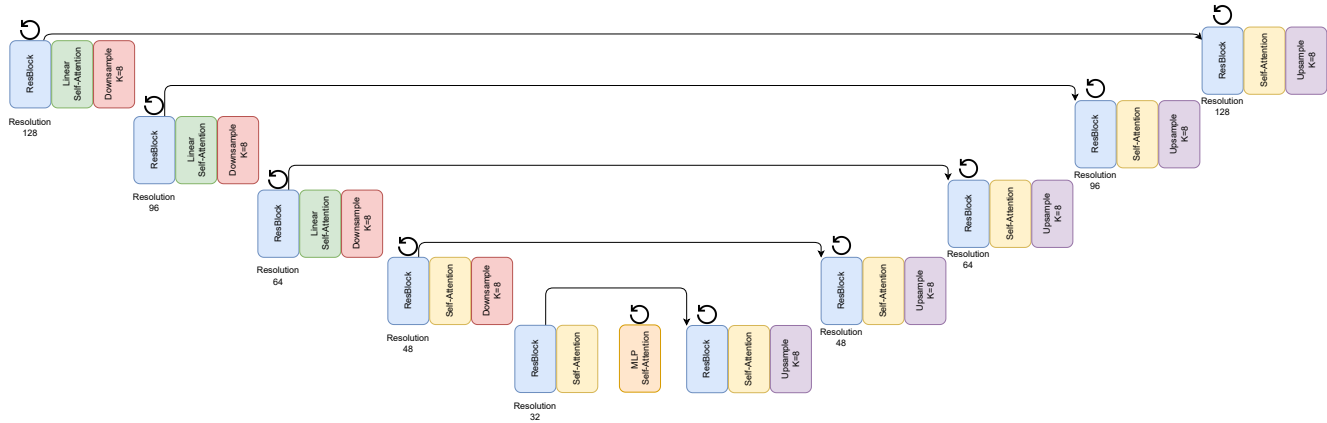 ResBlock
Linear
Self-Attention
Downsample
K=8
Resolution
128
ResBlock
Linear
Self-Attention
Downsample
K=8
Resolution
96
ResBlock
Linear
Self-Attention
Downsample
K=8
Resolution
64
ResBlock
Self-Attention
Downsample
K=8
Resolution
48
ResBlock
Self-Attention
Resolution
32
MLP
Self-Attention
ResBlock
Self-Attention
Upsample
K=8
ResBlock
Self-Attention
Upsample
K=8
Resolution
48
ResBlock
Self-Attention
Upsample
K=8
Resolution
64
ResBlock
Self-Attention
Upsample
K=8
Resolution
96
ResBlock
Self-Attention
Upsample
K=8
Resolution
128